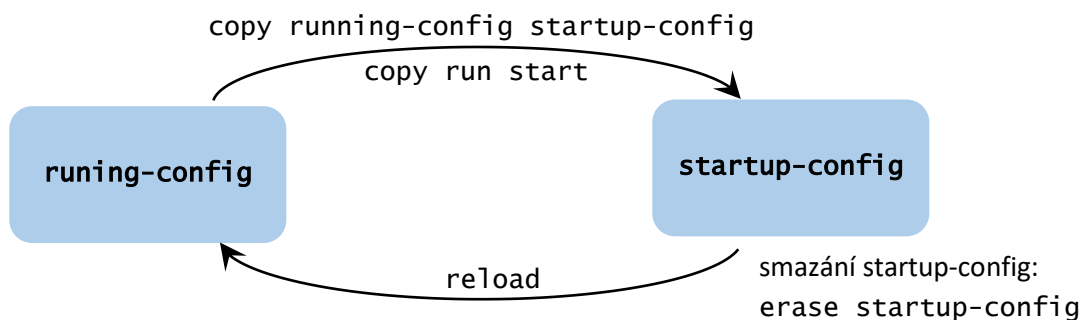 copy running-config startup-config
copy run start
runing-config
startup-config
reload
smazání startup-config:
erase startup-config